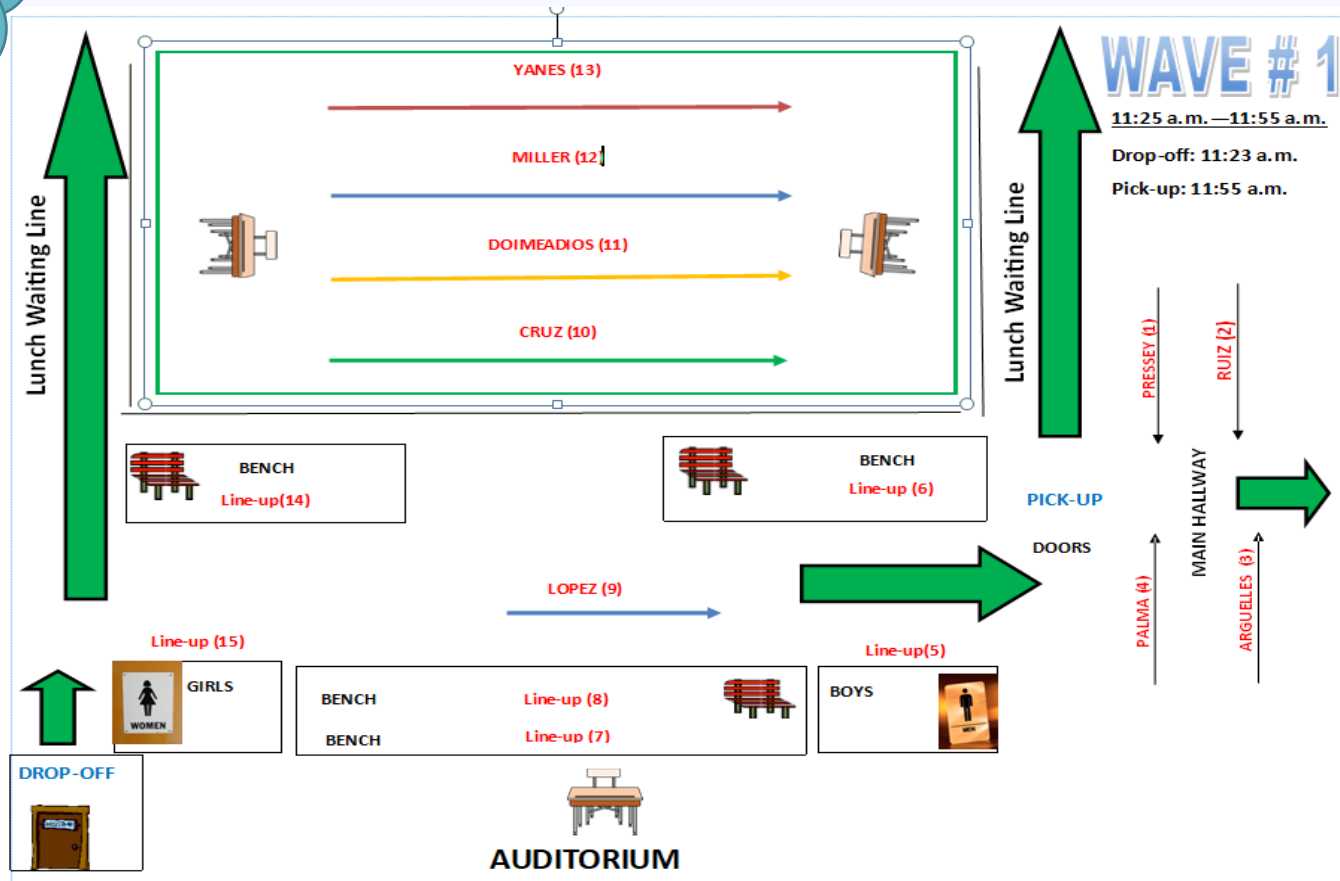 WAVE # 1
11:25 a.m.—11:55 a.m.
Drop-off: 11:23 a.m.
Pick-up: 11:55 a.m.
Lunch Waiting Line
YANES (13)
MILLER (12)
DOIMEADIOS (11)
CRUZ (10)
Lunch Waiting Line
PRESSEY (1)
RUIZ (2)
BENCH
Line-up(14)
BENCH
Line-up (6)
PICK-UP
DOORS
MAIN HALLWAY
PALMA (4)
ARGUELLES (3)
LOPEZ (9)
Line-up (15)
GIRLS
WOMEN
BENCH
Line-up (8)
BENCH
Line-up (7)
Line-up(5)
BOYS
MEN
DROP-OFF
AUDITORIUM